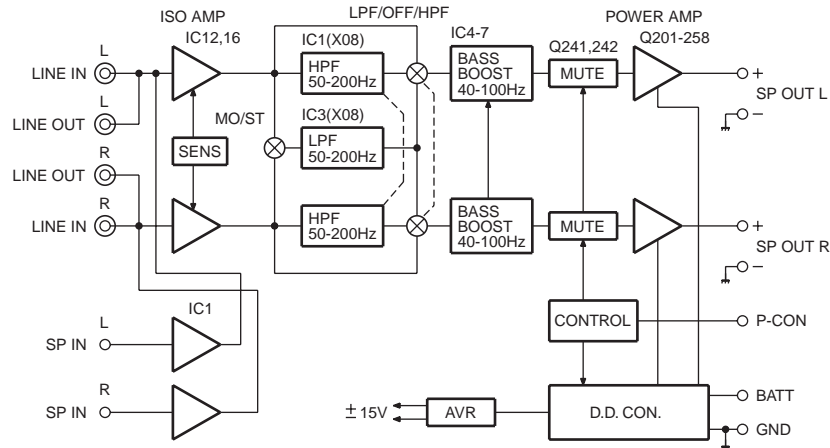 ISO AMP
LPF/OFF/HPF
POWER AMP
L
IC12,16
IC1(X08)
IC4-7
Q241,242
Q201-258
LINE IN
HPF
50-200Hz
BASS
BOOST
40-100Hz
MUTE
+
SP OUT L
−
L
LINE OUT
MO/ST
IC3(X08)
LPF
50-200Hz
SENS
R
LINE OUT
R
LINE IN
HPF
50-200Hz
BASS
BOOST
40-100Hz
MUTE
+
SP OUT R
−
IC1
L
SP IN
CONTROL
P-CON
R
SP IN
±15V
AVR
D.D. CON.
BATT
GND